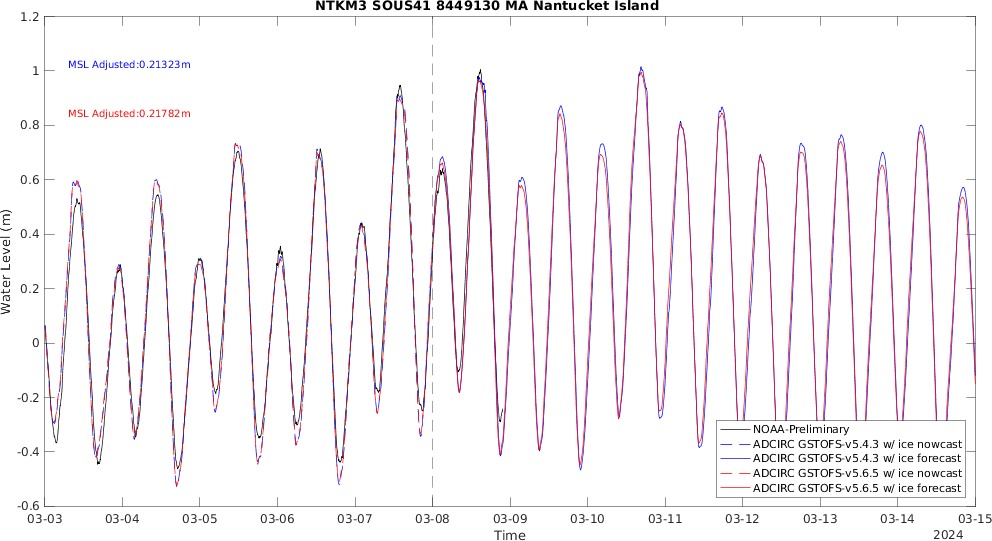 NTKM3 SOUS41 8449130 MA Nantucket Island
1.2
1
0.8
0.6
0.4
0.2
0
-0.2
-0.4
-0.6
Water Level (m)
MSL Adjusted:0.21323m
MSL Adjusted:0.21782m
NOAA-Preliminary
ADCIRC GSTOFS-v5.4.3 w/ ice nowcast
ADCIRC GSTOFS-v5.4.3 w/ ice forecast
ADCIRC GSTOFS-v5.6.5 w/ ice nowcast
ADCIRC GSTOFS-v5.6.5 w/ ice forecast
03-03 03-04 03-05 03-06 03-07 03-08 03-09 03-10 03-11 03-12 03-13 03-14 03-15
Time
2024